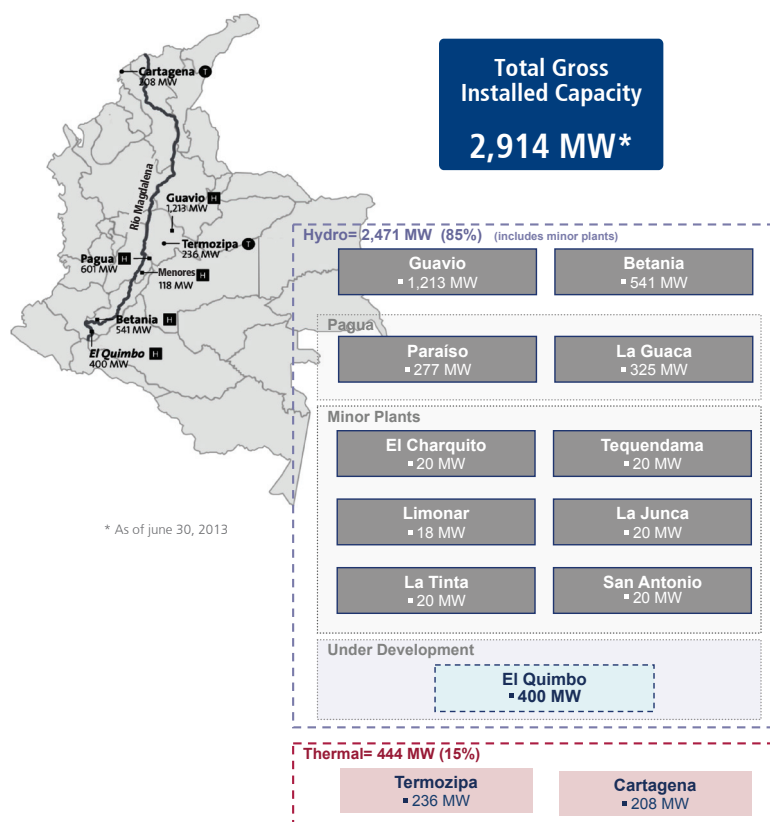 Total Gross
Installed Capacity
2,914 MW*
Cartagena T
208 MW
Río Magdalena
Guavio H
1,213 MW
Termozipa T
236 MW
Pagua H
601 MW
Menores H
118 MW
Betania H
541 MW
El Quimbo H
400 MW
* As of june 30, 2013
Hydro= 2,471 MW (85%) (includes minor plants)
Guavio
▪ 1,213 MW
Betania
▪ 541 MW
Pagua
Paraíso
▪ 277 MW
La Guaca
▪ 325 MW
Minor Plants
El Charquito
▪ 20 MW
Tequendama
▪ 20 MW
Limonar
▪ 18 MW
La Junca
▪ 20 MW
La Tinta
▪ 20 MW
San Antonio
▪ 20 MW
Under Development
El Quimbo
▪ 400 MW
Thermal= 444 MW (15%)
Termozipa
▪ 236 MW
Cartagena
▪ 208 MW